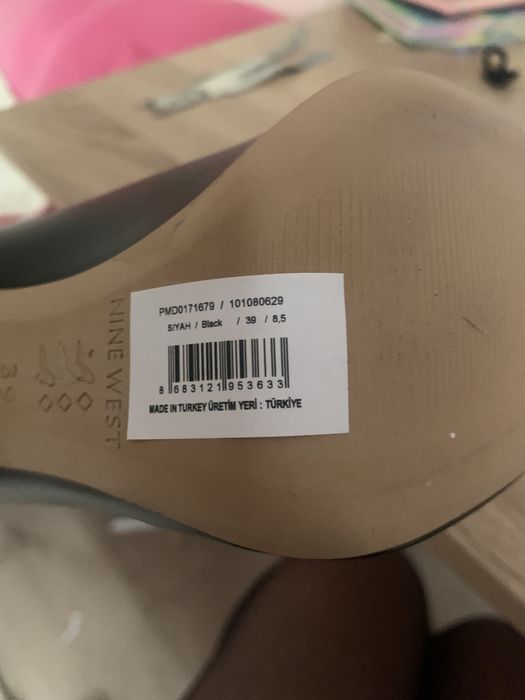 PMD0171679 / 101080629
SIYAH / Black / 39 / 8,5
8 683121 953633
MADE IN TURKEY ÜRETİM YERİ : TÜRKİYE
NINE WEST
39